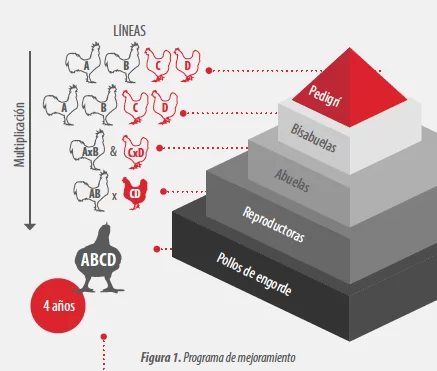 LÍNEAS
A B C D
A B C D
AxB & CxD
AB x CD
ABCD
4 años
Multiplicación
Pedigrí
Bisabuelas
Abuelas
Reproductoras
Pollos de engorde
Figura 1. Programa de mejoramiento